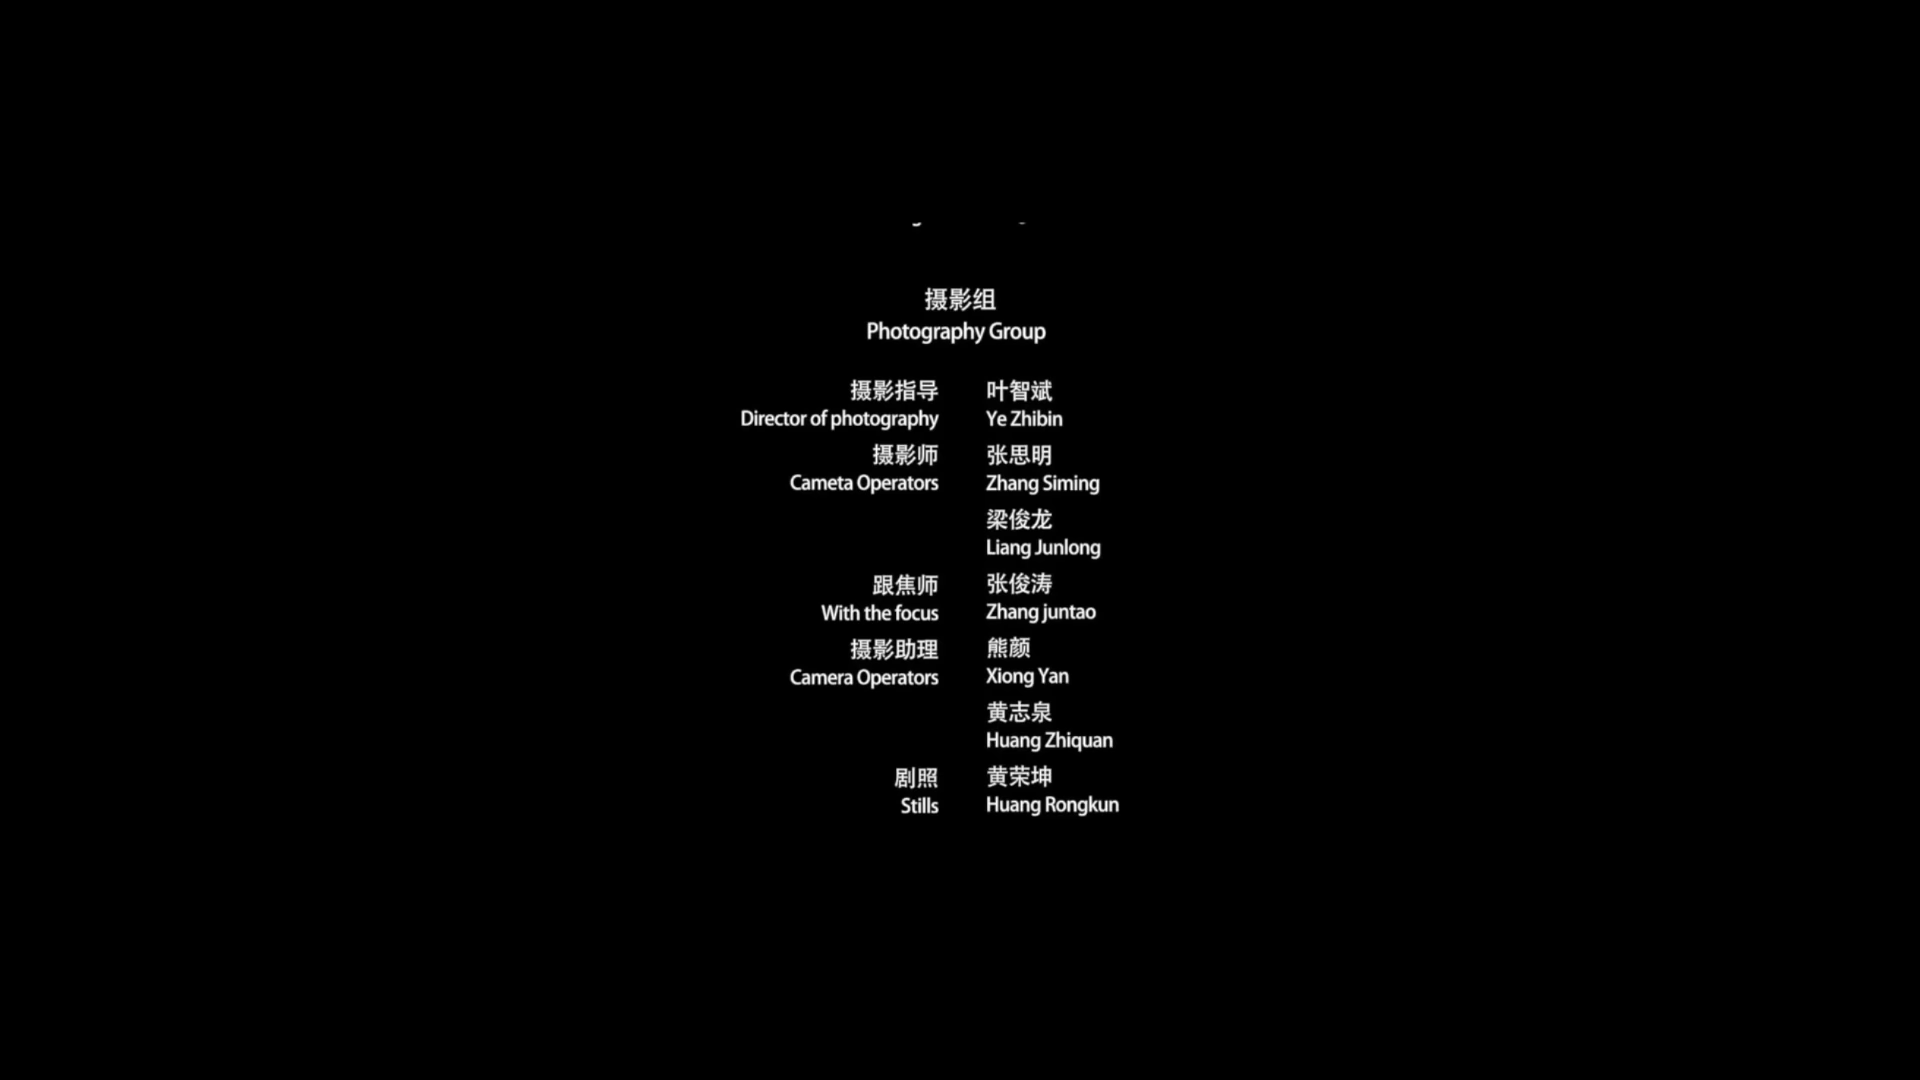 摄影组
Photography Group
摄影指导 叶智斌
Director of photography Ye Zhibin
摄影师 张思明
Cameta Operators Zhang Siming
梁俊龙
Liang Junlong
跟焦师 张俊涛
With the focus Zhang juntao
摄影助理 熊颜
Camera Operators Xiong Yan
黄志泉
Huang Zhiquan
剧照 黄荣坤
Stills Huang Rongkun